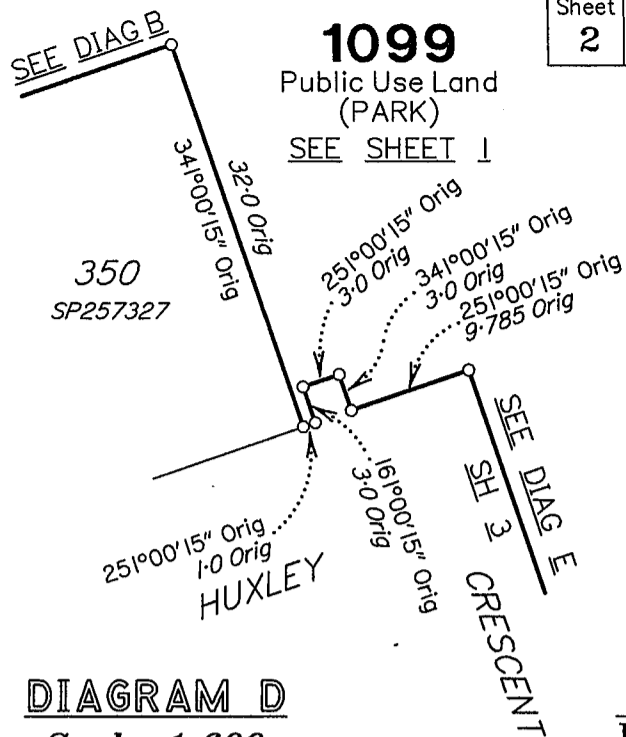 Sheet
2
1099
Public Use Land
(PARK)
SEE SHEET 1
SEE DIAG B
32·0 Orig
341°00'15" Orig
350
SP257327
251°00'15" Orig
3·0 Orig
341°00'15" Orig
3·0 Orig
251°00'15" Orig
9·785 Orig
161°00'15" Orig
3·0 Orig
251°00'15" Orig
1·0 Orig
SEE DIAG E
SH 3
HUXLEY
CRESCENT
DIAGRAM D